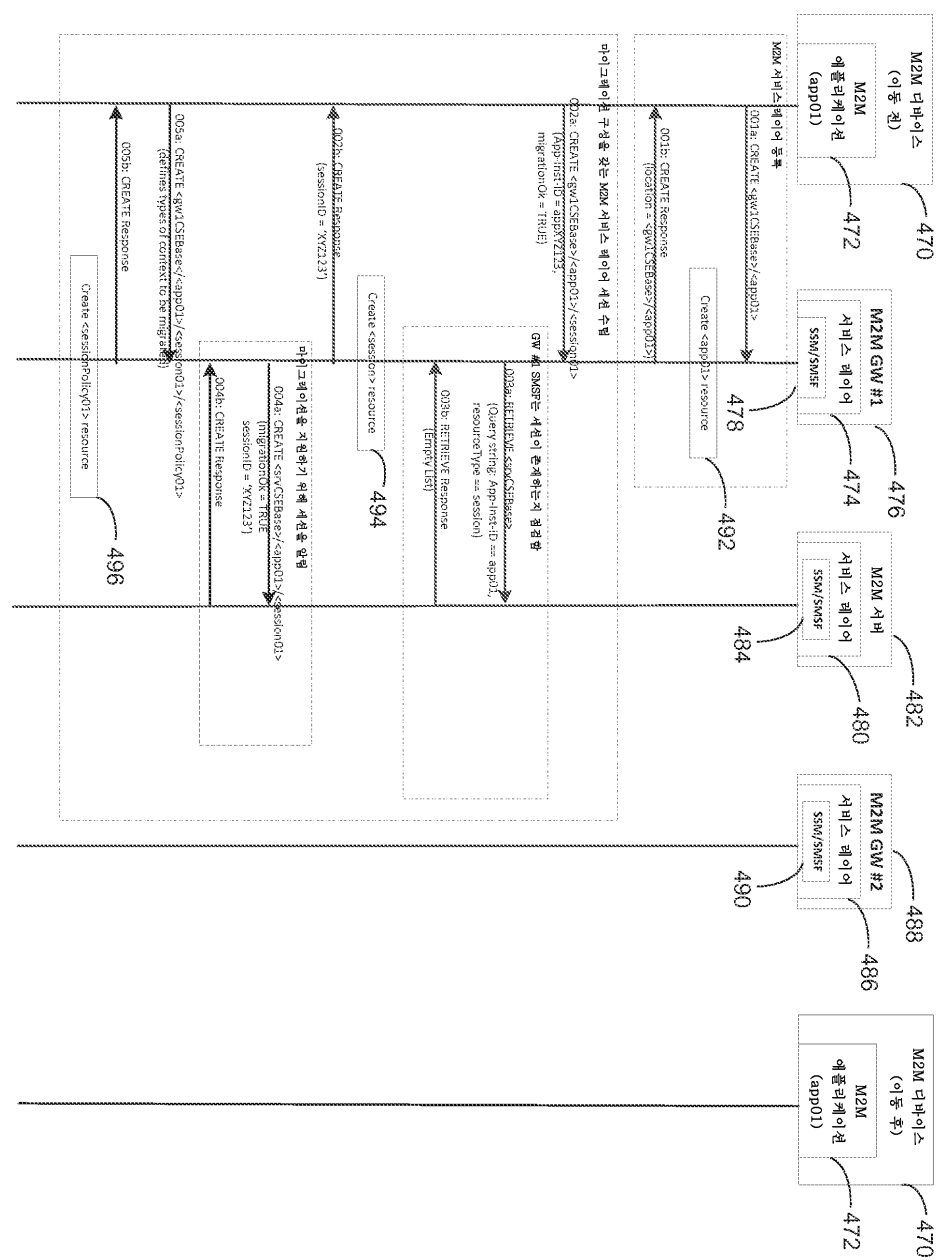 M2M 디바이스
(이동 전)
M2M
애플리케이션
(app01)
470
472
M2M GW #1
서비스 레이어
SSM/SMSF
476
474
478
M2M 서버
서비스 레이어
SSM/SMSF
482
480
484
M2M GW #2
서비스 레이어
SSM/SMSF
488
486
490
M2M 디바이스
(이동 후)
M2M
애플리케이션
(app01)
470
472
M2M 서비스 레이어 등록
001a: CREATE <gw1CSEBase>/<app01>
Create <app01> resource
492
001b: CREATE Response
(location = <gw1CSEBase>/<app01>)
마이그레이션 구성을 갖는 M2M 서비스 레이어 세션 수립
002a: CREATE <gw1CSEBase>/<app01>/<session01>
(App-Inst-ID = appXYZ123,
migrationOk = TRUE)
GW #1 SMSF는 세션이 존재하는지 점검함
003a: RETRIEVE <srvCSEBase>
(Query string: App-Inst-ID == app01,
resourceType == session)
003b: RETRIEVE Response
(Empty List)
Create <session> resource
494
002b: CREATE Response
(sessionID = 'XYZ123')
마이그레이션을 지원하기 위해 세션을 알림
004a: CREATE <srvCSEBase>/<app01>/<session01>
(migrationOk = TRUE
sessionID = 'XYZ123')
004b: CREATE Response
005a: CREATE <gw1CSEBase</<app01>/<session01>/<sessionPolicy01>
(defines types of context to be migrated)
005b: CREATE Response
Create <sessionPolicy01> resource
496